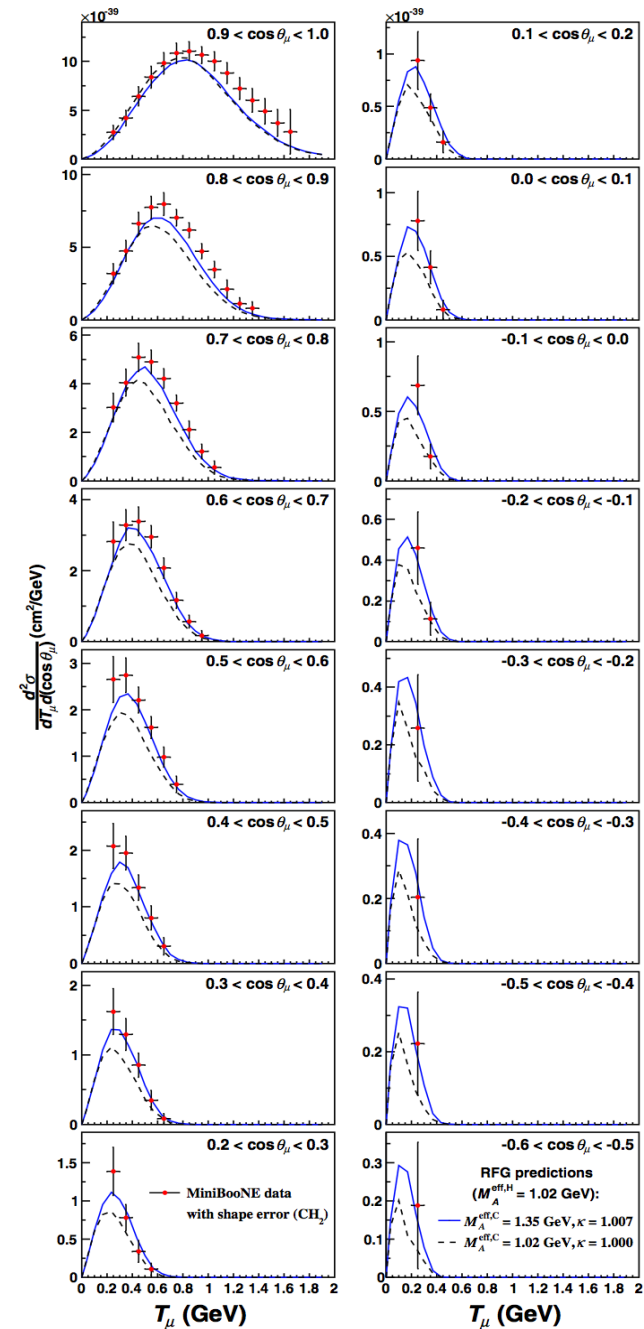 ×10⁻³⁹
0.9 < cos θμ < 1.0
10
5
0
0.8 < cos θμ < 0.9
10
5
0
0.7 < cos θμ < 0.8
6
4
2
0
0.6 < cos θμ < 0.7
4
2
0
0.5 < cos θμ < 0.6
3
2
1
0
0.4 < cos θμ < 0.5
2
1
0
0.3 < cos θμ < 0.4
2
1
0
0.2 < cos θμ < 0.3
1.5
1
0.5
0
MiniBooNE data
with shape error (CH₂)
0 0.2 0.4 0.6 0.8 1 1.2 1.4 1.6 1.8 2
Tμ (GeV)
d²σ / dTμd(cos θμ) (cm²/GeV)
×10⁻³⁹
0.1 < cos θμ < 0.2
1
0.5
0
0.0 < cos θμ < 0.1
1
0.5
0
-0.1 < cos θμ < 0.0
1
0.5
0
-0.2 < cos θμ < -0.1
0.6
0.4
0.2
0
-0.3 < cos θμ < -0.2
0.4
0.2
0
-0.4 < cos θμ < -0.3
0.4
0.2
0
-0.5 < cos θμ < -0.4
0.4
0.2
0
-0.6 < cos θμ < -0.5
0.3
0.2
0.1
0
RFG predictions
(M_A^eff,H = 1.02 GeV):
M_A^eff,C = 1.35 GeV, κ = 1.007
M_A^eff,C = 1.02 GeV, κ = 1.000
0 0.2 0.4 0.6 0.8 1 1.2 1.4 1.6 1.8 2
Tμ (GeV)